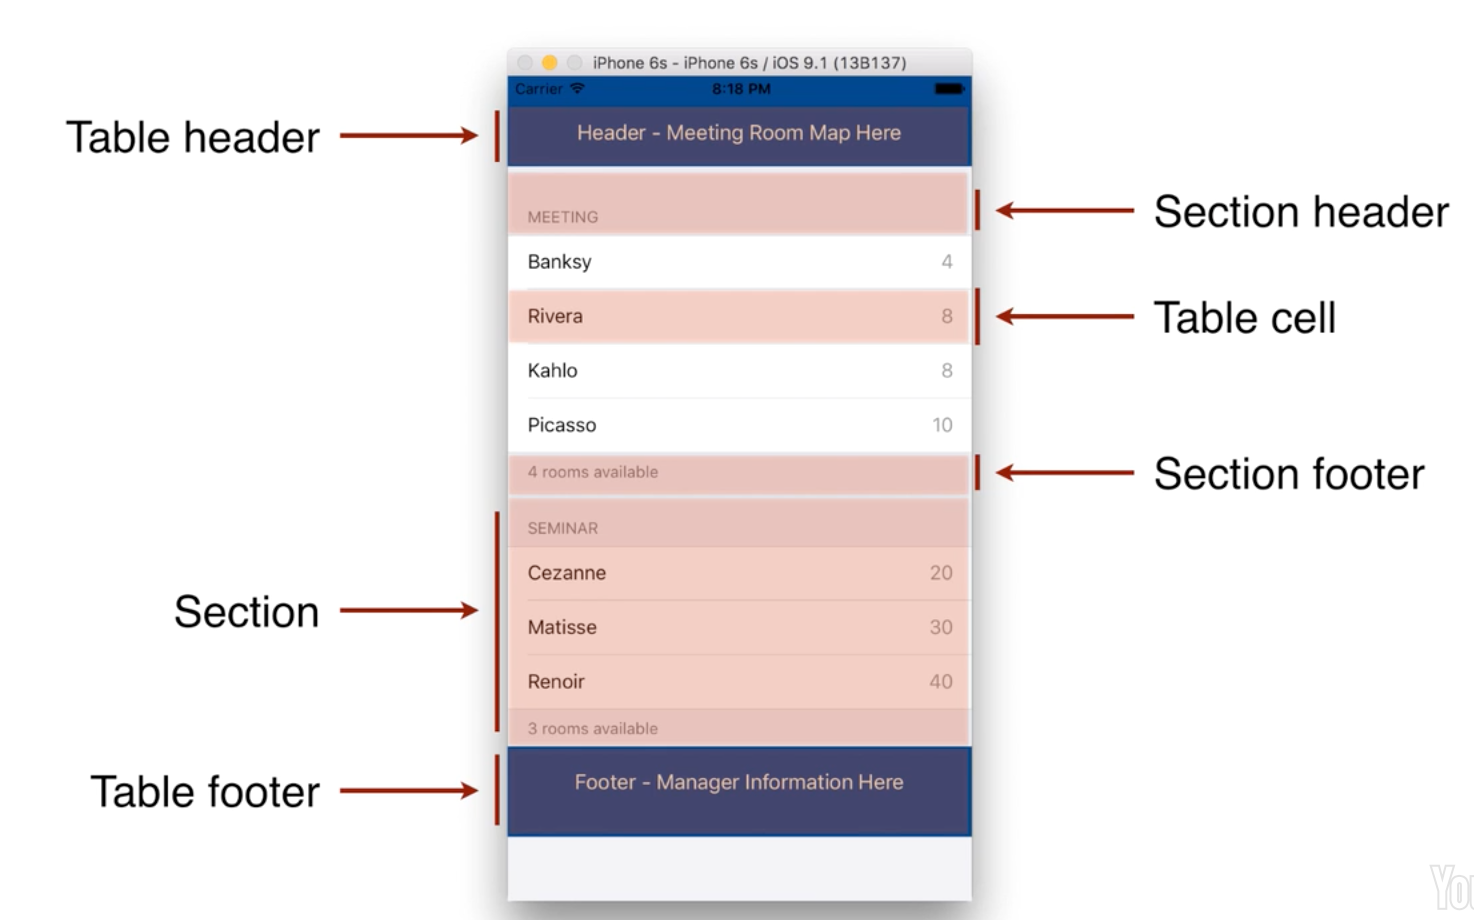 iPhone 6s - iPhone 6s / iOS 9.1 (13B137)
Carrier 8:18 PM
Table header
Header - Meeting Room Map Here
MEETING
Section header
Banksy 4
Rivera 8
Table cell
Kahlo 8
Picasso 10
4 rooms available
Section footer
SEMINAR
Cezanne 20
Section
Matisse 30
Renoir 40
3 rooms available
Table footer
Footer - Manager Information Here